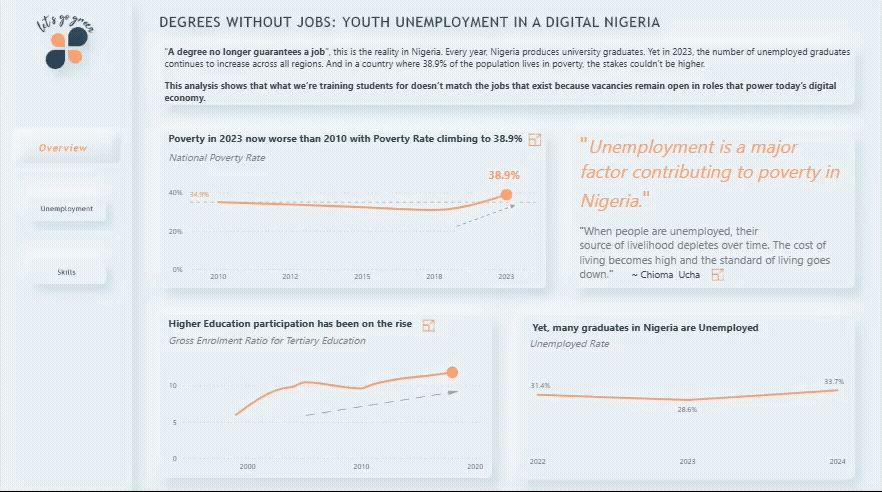 let's go green
DEGREES WITHOUT JOBS: YOUTH UNEMPLOYMENT IN A DIGITAL NIGERIA
"A degree no longer guarantees a job", this is the reality in Nigeria. Every year, Nigeria produces university graduates. Yet in 2023, the number of unemployed graduates
continues to increase across all regions. And in a country where 38.9% of the population lives in poverty, the stakes couldn't be higher.
This analysis shows that what we're training students for doesn't match the jobs that exist because vacancies remain open in roles that power today's digital
economy.
Overview
Unemployment
Skills
Poverty in 2023 now worse than 2010 with Poverty Rate climbing to 38.9%
National Poverty Rate
38.9%
40%
34.9%
20%
0%
2010
2012
2015
2018
2023
"Unemployment is a major
factor contributing to poverty in
Nigeria."
"When people are unemployed, their
source of livelihood depletes over time. The cost of
living becomes high and the standard of living goes
down." ~ Chioma Ucha
Higher Education participation has been on the rise
Gross Enrolment Ratio for Tertiary Education
10
5
0
2000
2010
2020
Yet, many graduates in Nigeria are Unemployed
Unemployed Rate
31.4%
28.6%
33.7%
2022
2023
2024